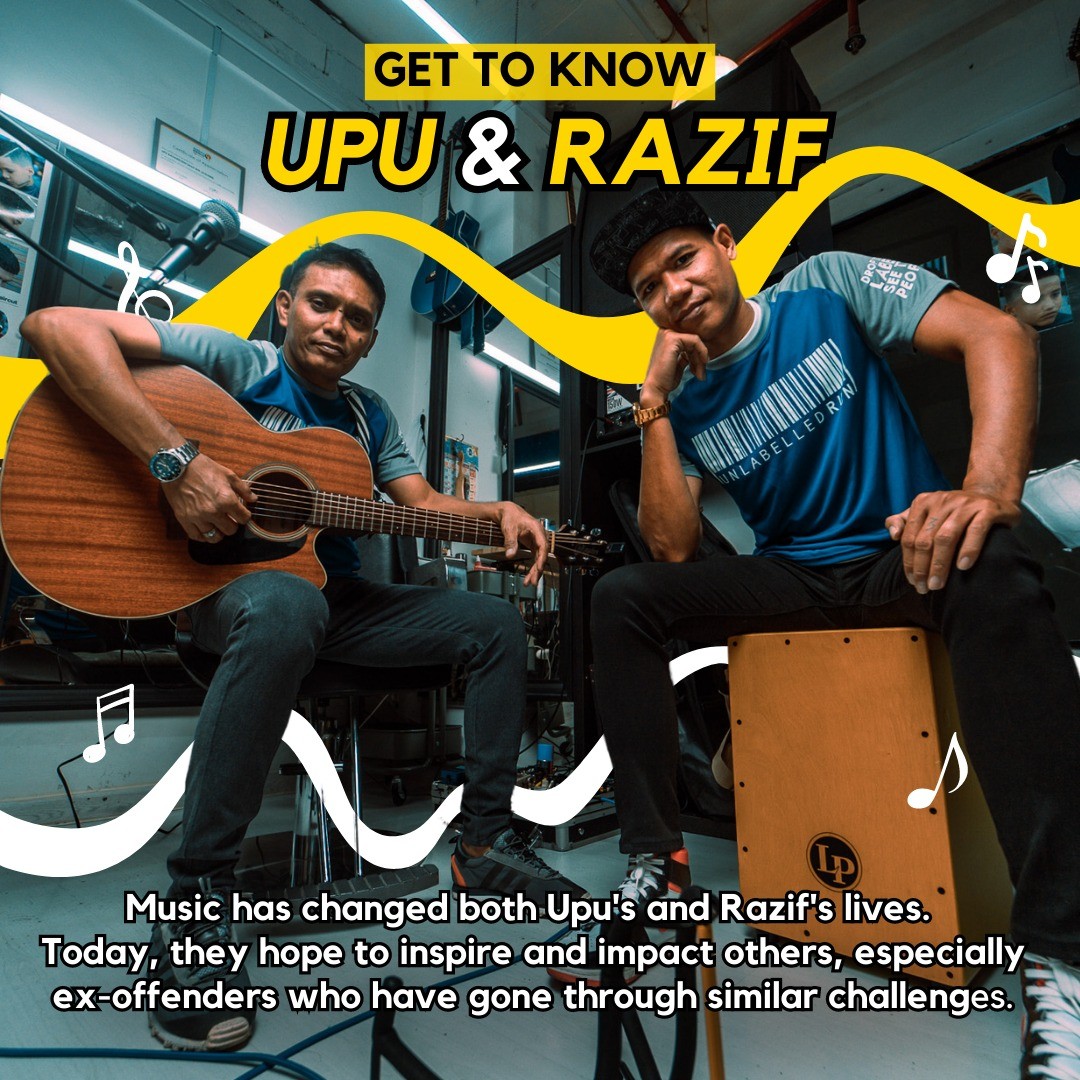 GET TO KNOW
UPU & RAZIF
UNLABELLEDRUN
LP
Music has changed both Upu's and Razif's lives.
Today, they hope to inspire and impact others, especially
ex-offenders who have gone through similar challenges.